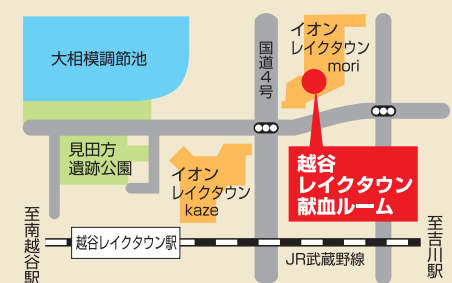 大相模調節池
国道4号
イオン
レイクタウン
mori
見田方
遺跡公園
イオン
レイクタウン
kaze
越谷
レイクタウン
献血ルーム
至南越谷駅
越谷レイクタウン駅
JR武蔵野線
至吉川駅